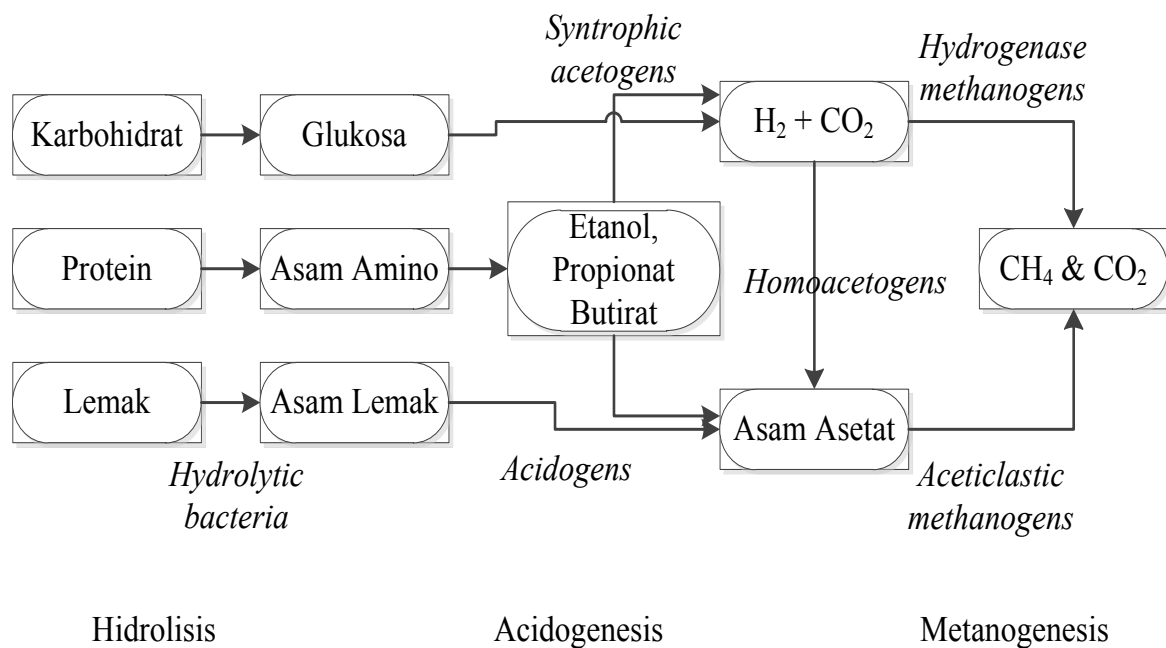 Syntrophic
acetogens
Hydrogenase
methanogens
Karbohidrat
Glukosa
H₂ + CO₂
Protein
Asam Amino
Etanol,
Propionat
Butirat
Homoacetogens
CH₄ & CO₂
Lemak
Asam Lemak
Asam Asetat
Hydrolytic
bacteria
Acidogens
Aceticlastic
methanogens
Hidrolisis
Acidogenesis
Metanogenesis